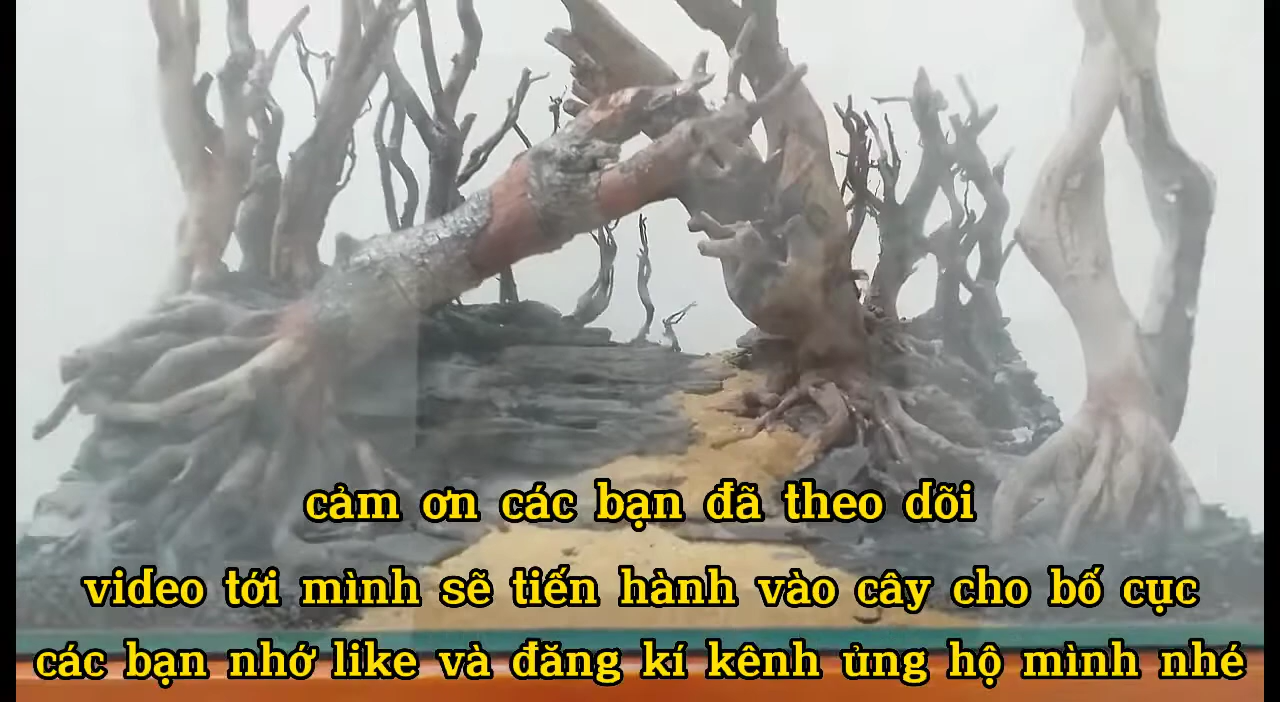 cảm ơn các bạn đã theo dõi
video tới mình sẽ tiến hành vào cây cho bố cục
các bạn nhớ like và đăng kí kênh ủng hộ mình nhé